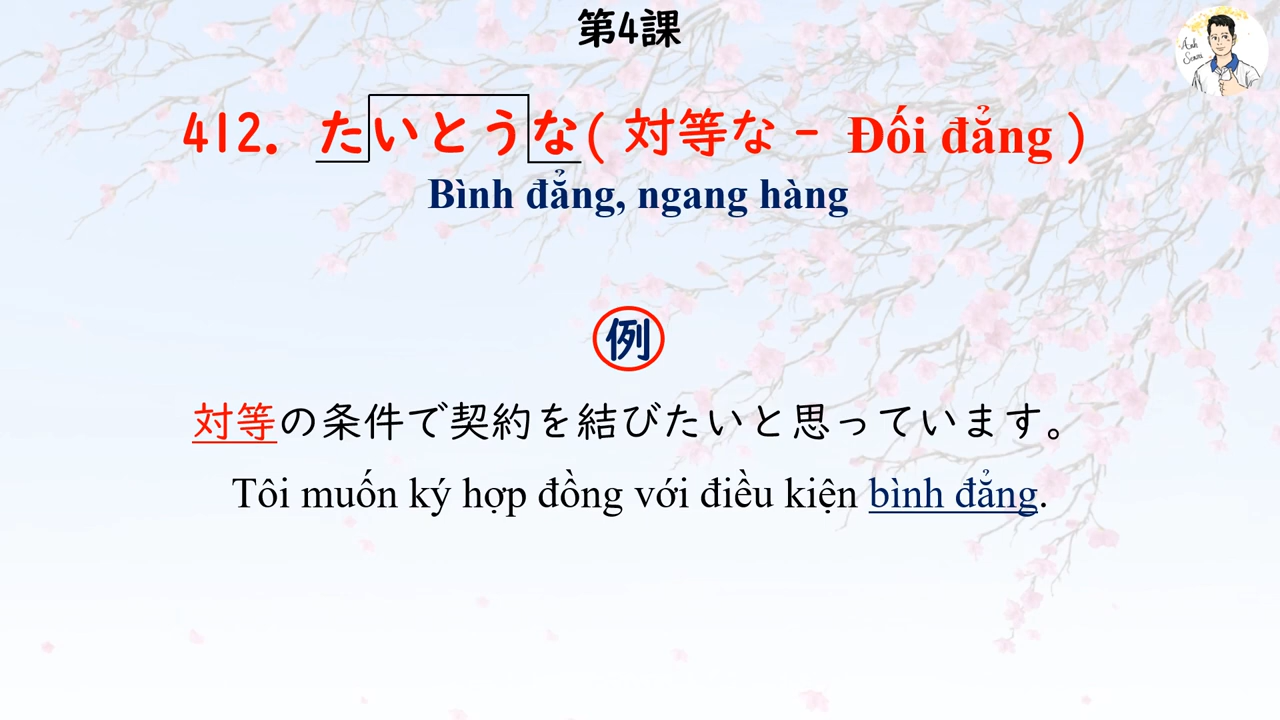 第4課
Anh Sensei
412. たいとうな( 対等な - Đối đẳng )
Bình đẳng, ngang hàng
例
対等の条件で契約を結びたいと思っています。
Tôi muốn ký hợp đồng với điều kiện bình đẳng.